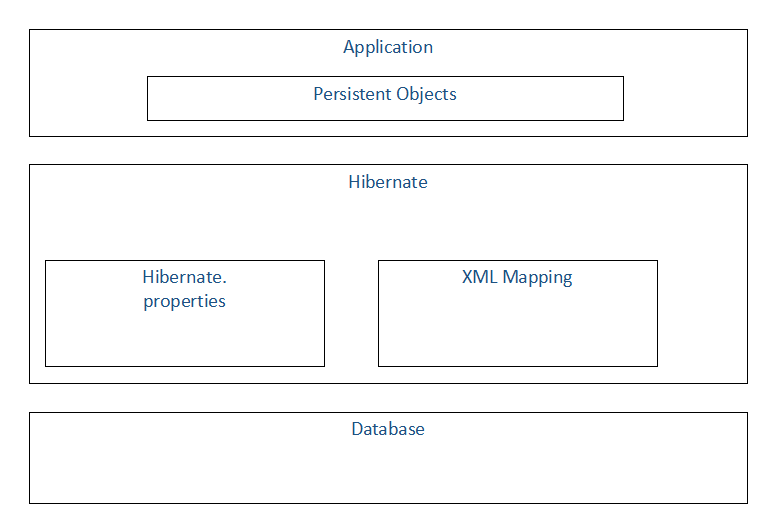 Application
Persistent Objects
Hibernate
Hibernate.
properties
XML Mapping
Database